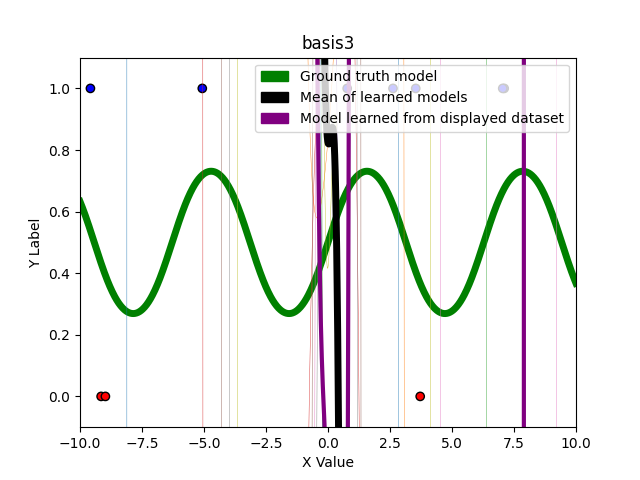 basis3
Ground truth model
Mean of learned models
Model learned from displayed dataset
1.0
0.8
0.6
0.4
0.2
0.0
Y Label
−10.0 −7.5 −5.0 −2.5 0.0 2.5 5.0 7.5 10.0
X Value